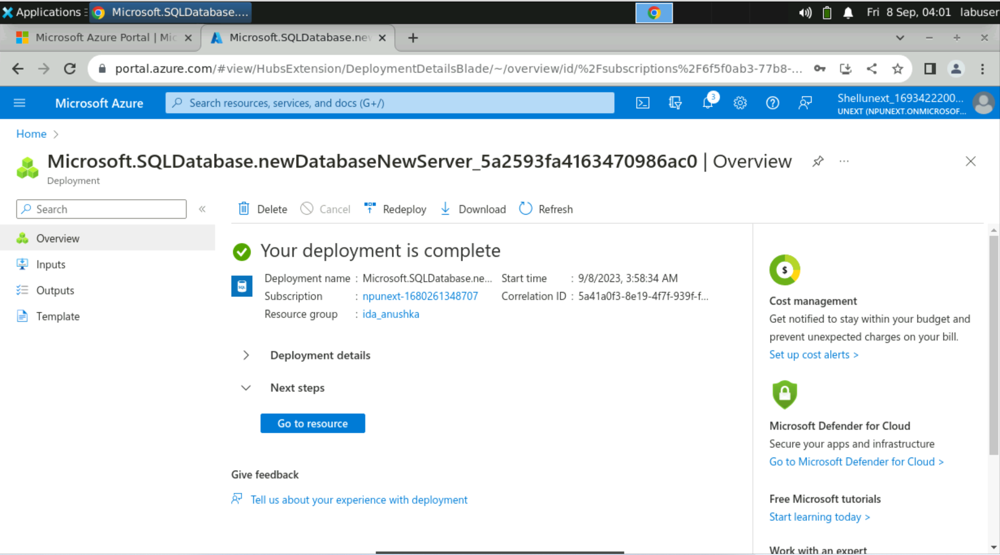 Applications
Microsoft.SQLDatabase....
Fri 8 Sep, 04:01 labuser
Microsoft Azure Portal | Mic
Microsoft.SQLDatabase.new
portal.azure.com/#view/HubsExtension/DeploymentDetailsBlade/~/overview/id/%2Fsubscriptions%2F6f5f0ab3-77b8-...
Microsoft Azure
Search resources, services, and docs (G+/)
3
Shellunext_1693422200...
UNEXT (NPUNEXT.ONMICROSOF...
Home
Microsoft.SQLDatabase.newDatabaseNewServer_5a2593fa4163470986ac0 | Overview
Deployment
Search
Delete
Cancel
Redeploy
Download
Refresh
Overview
Inputs
Outputs
Template
Your deployment is complete
SQL
Deployment name : Microsoft.SQLDatabase.ne...
Start time : 9/8/2023, 3:58:34 AM
Subscription : npunext-1680261348707
Correlation ID : 5a41a0f3-8e19-4f7f-939f-f...
Resource group : ida_anushka
Deployment details
Next steps
Go to resource
Give feedback
Tell us about your experience with deployment
$
Cost management
Get notified to stay within your budget and
prevent unexpected charges on your bill.
Set up cost alerts >
Microsoft Defender for Cloud
Secure your apps and infrastructure
Go to Microsoft Defender for Cloud >
Free Microsoft tutorials
Start learning today >
Work with an expert